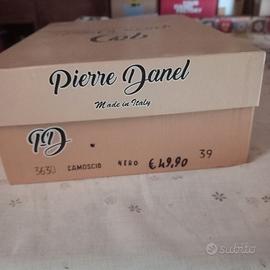 Pierre Danel
Made in Italy
PD
3630 CAMOSCIO NERO €49,90 39
subito